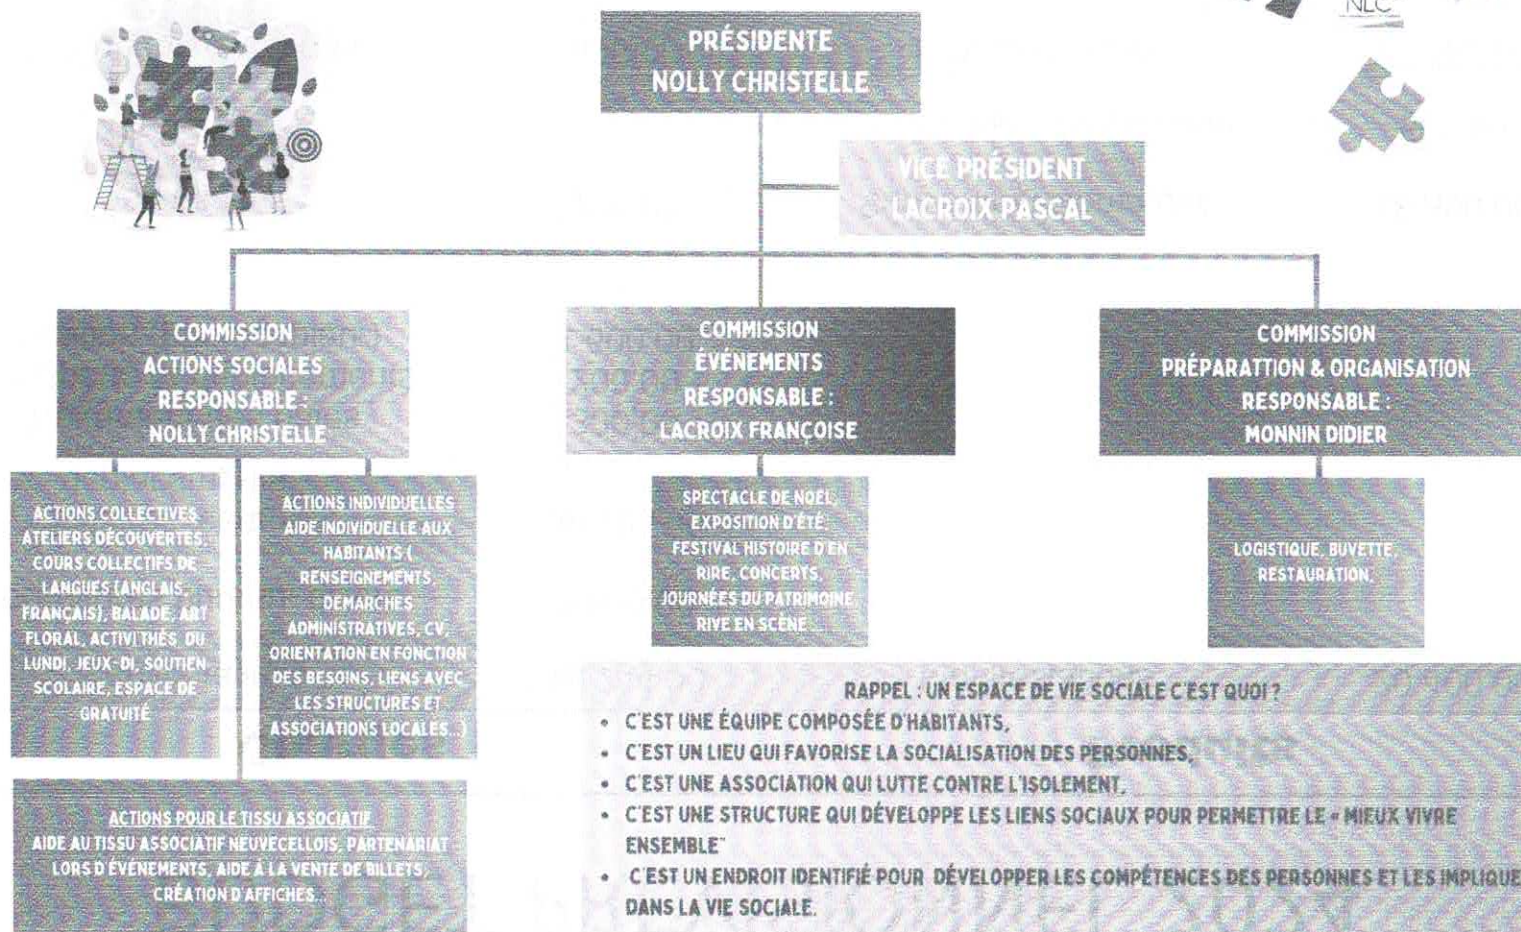 NLC
PRÉSIDENTE
NOLLY CHRISTELLE
VICE PRÉSIDENT
LACROIX PASCAL
COMMISSION
ACTIONS SOCIALES
RESPONSABLE :
NOLLY CHRISTELLE
COMMISSION
ÉVÉNEMENTS
RESPONSABLE :
LACROIX FRANÇOISE
COMMISSION
PRÉPARATTION & ORGANISATION
RESPONSABLE :
MONNIN DIDIER
ACTIONS COLLECTIVES
ATELIERS DÉCOUVERTES,
COURS COLLECTIFS DE
LANGUES (ANGLAIS,
FRANÇAIS), BALADE, ART
FLORAL, ACTIVI'THÉS DU
LUNDI, JEUX-DI, SOUTIEN
SCOLAIRE, ESPACE DE
GRATUITÉ
ACTIONS INDIVIDUELLES
AIDE INDIVIDUELLE AUX
HABITANTS (
RENSEIGNEMENTS,
DÉMARCHES
ADMINISTRATIVES, CV,
ORIENTATION EN FONCTION
DES BESOINS, LIENS AVEC
LES STRUCTURES ET
ASSOCIATIONS LOCALES...)
SPECTACLE DE NOËL,
EXPOSITION D'ÉTÉ,
FESTIVAL HISTOIRE D'EN
RIRE, CONCERTS,
JOURNÉES DU PATRIMOINE,
RIVE EN SCÈNE ...
LOGISTIQUE, BUVETTE,
RESTAURATION,
ACTIONS POUR LE TISSU ASSOCIATIF
AIDE AU TISSU ASSOCIATIF NEUVECELLOIS, PARTENARIAT
LORS D'ÉVÉNEMENTS, AIDE À LA VENTE DE BILLETS,
CRÉATION D'AFFICHES...
RAPPEL : UN ESPACE DE VIE SOCIALE C'EST QUOI ?
• C'EST UNE ÉQUIPE COMPOSÉE D'HABITANTS,
• C'EST UN LIEU QUI FAVORISE LA SOCIALISATION DES PERSONNES,
• C'EST UNE ASSOCIATION QUI LUTTE CONTRE L'ISOLEMENT,
• C'EST UNE STRUCTURE QUI DÉVELOPPE LES LIENS SOCIAUX POUR PERMETTRE LE « MIEUX VIVRE
ENSEMBLE"
• C'EST UN ENDROIT IDENTIFIÉ POUR DÉVELOPPER LES COMPÉTENCES DES PERSONNES ET LES IMPLIQUE
DANS LA VIE SOCIALE.